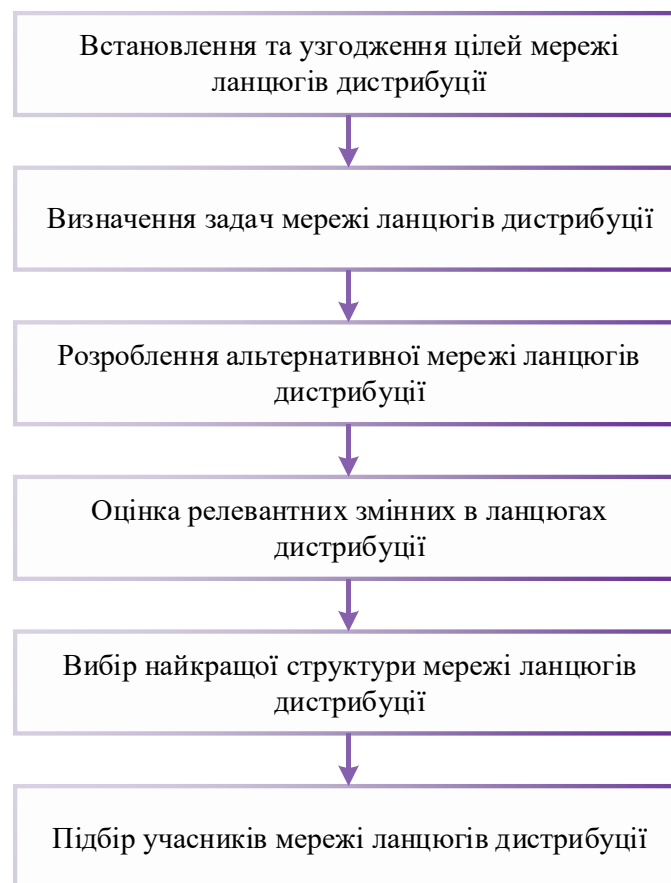 Встановлення та узгодження цілей мережі
ланцюгів дистрибуції
Визначення задач мережі ланцюгів дистрибуції
Розроблення альтернативної мережі ланцюгів
дистрибуції
Оцінка релевантних змінних в ланцюгах
дистрибуції
Вибір найкращої структури мережі ланцюгів
дистрибуції
Підбір учасників мережі ланцюгів дистрибуції